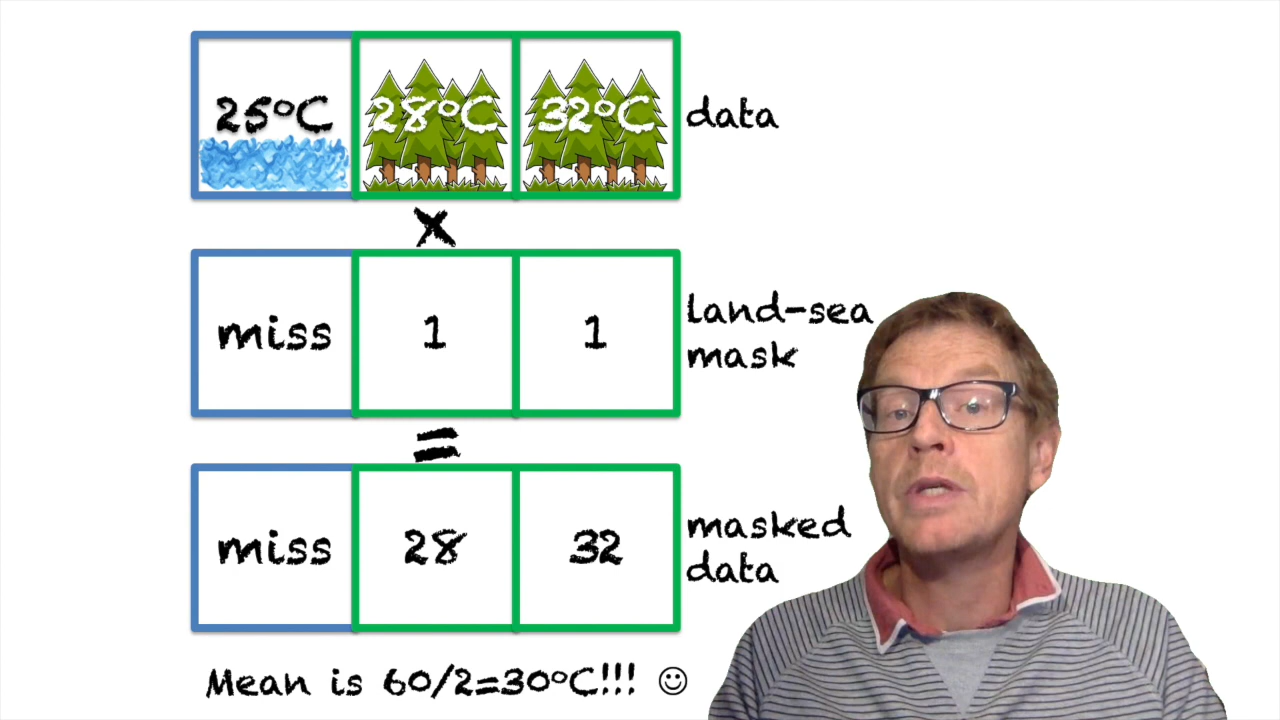 25°C 28°C 32°C data
x
miss 1 1 land-sea
mask
=
miss 28 32 masked
data
Mean is 60/2=30°C!!! ☺